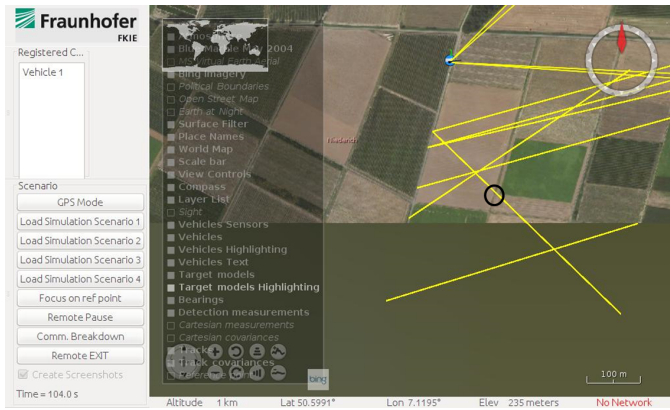 Fraunhofer
FKIE
Registered C...
Vehicle 1
Scenario
GPS Mode
Load Simulation Scenario 1
Load Simulation Scenario 2
Load Simulation Scenario 3
Load Simulation Scenario 4
Focus on ref point
Remote Pause
Comm. Breakdown
Remote EXIT
Create Screenshots
Time = 104.0 s
Blue Marble May 2004
MS Virtual Earth Aerial
Bing Imagery
Political Boundaries
Open Street Map
Earth at Night
Surface Filter
Place Names
World Map
Scale bar
View Controls
Compass
Layer List
Sight
Vehicles Sensors
Vehicles
Vehicles Highlighting
Vehicles Text
Target models
Target models Highlighting
Bearings
Detection measurements
Cartesian measurements
Cartesian covariances
Tracks
Track covariances
bing
100 m
Altitude 1 km Lat 50.5991° Lon 7.1195° Elev 235 meters No Network